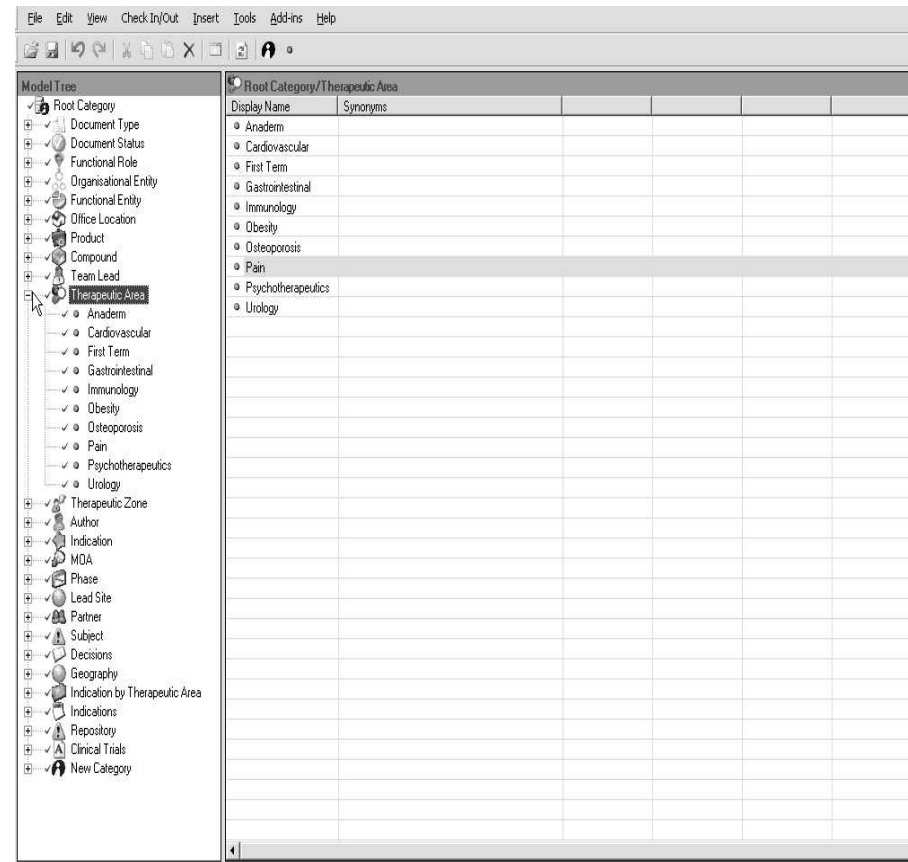 File Edit View Check In/Out Insert Tools Add-ins Help
Model Tree
Root Category
Document Type
Document Status
Functional Role
Organisational Entity
Functional Entity
Office Location
Product
Compound
Team Lead
Therapeutic Area
Anaderm
Cardiovascular
First Term
Gastrointestinal
Immunology
Obesity
Osteoporosis
Pain
Psychotherapeutics
Urology
Therapeutic Zone
Author
Indication
MOA
Phase
Lead Site
Partner
Subject
Decisions
Geography
Indication by Therapeutic Area
Indications
Repository
A Clinical Trials
New Category
Root Category/Therapeutic Area
Display Name Synonyms
Anaderm
Cardiovascular
First Term
Gastrointestinal
Immunology
Obesity
Osteoporosis
Pain
Psychotherapeutics
Urology